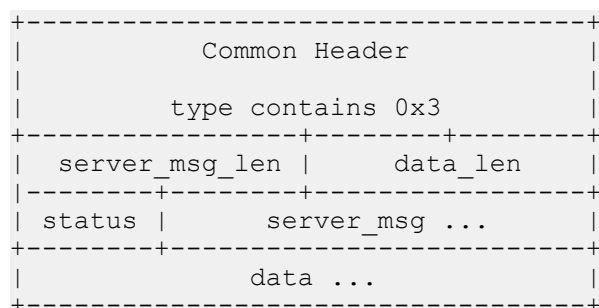 +--------------------------------+
| Common Header |
| |
| type contains 0x3 |
+----------------+--------+--------+
| server_msg_len | data_len |
|--------+--------+----------------+
| status | server_msg ... |
+--------+------------------------+
| data ... |
+--------------------------------+